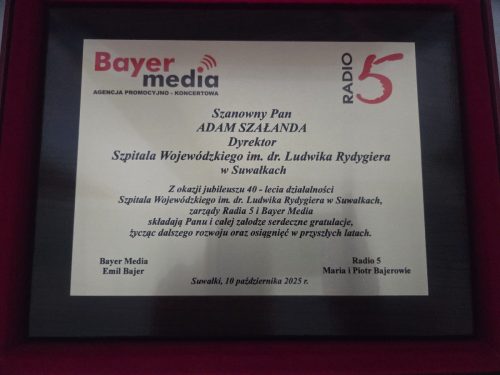 Bayer
media
AGENCJA PROMOCYJNO - KONCERTOWA
RADIO 5
Szanowny Pan
ADAM SZAŁANDA
Dyrektor
Szpitala Wojewódzkiego im. dr. Ludwika Rydygiera
w Suwałkach
Z okazji jubileuszu 40 - lecia działalności
Szpitala Wojewódzkiego im. dr. Ludwika Rydygiera w Suwałkach,
zarządy Radia 5 i Bayer Media
składają Panu i całej załodze serdeczne gratulacje,
życząc dalszego rozwoju oraz osiągnięć w przyszłych latach.
Bayer Media
Emil Bajer
Radio 5
Maria i Piotr Bajerowie
Suwałki, 10 października 2025 r.